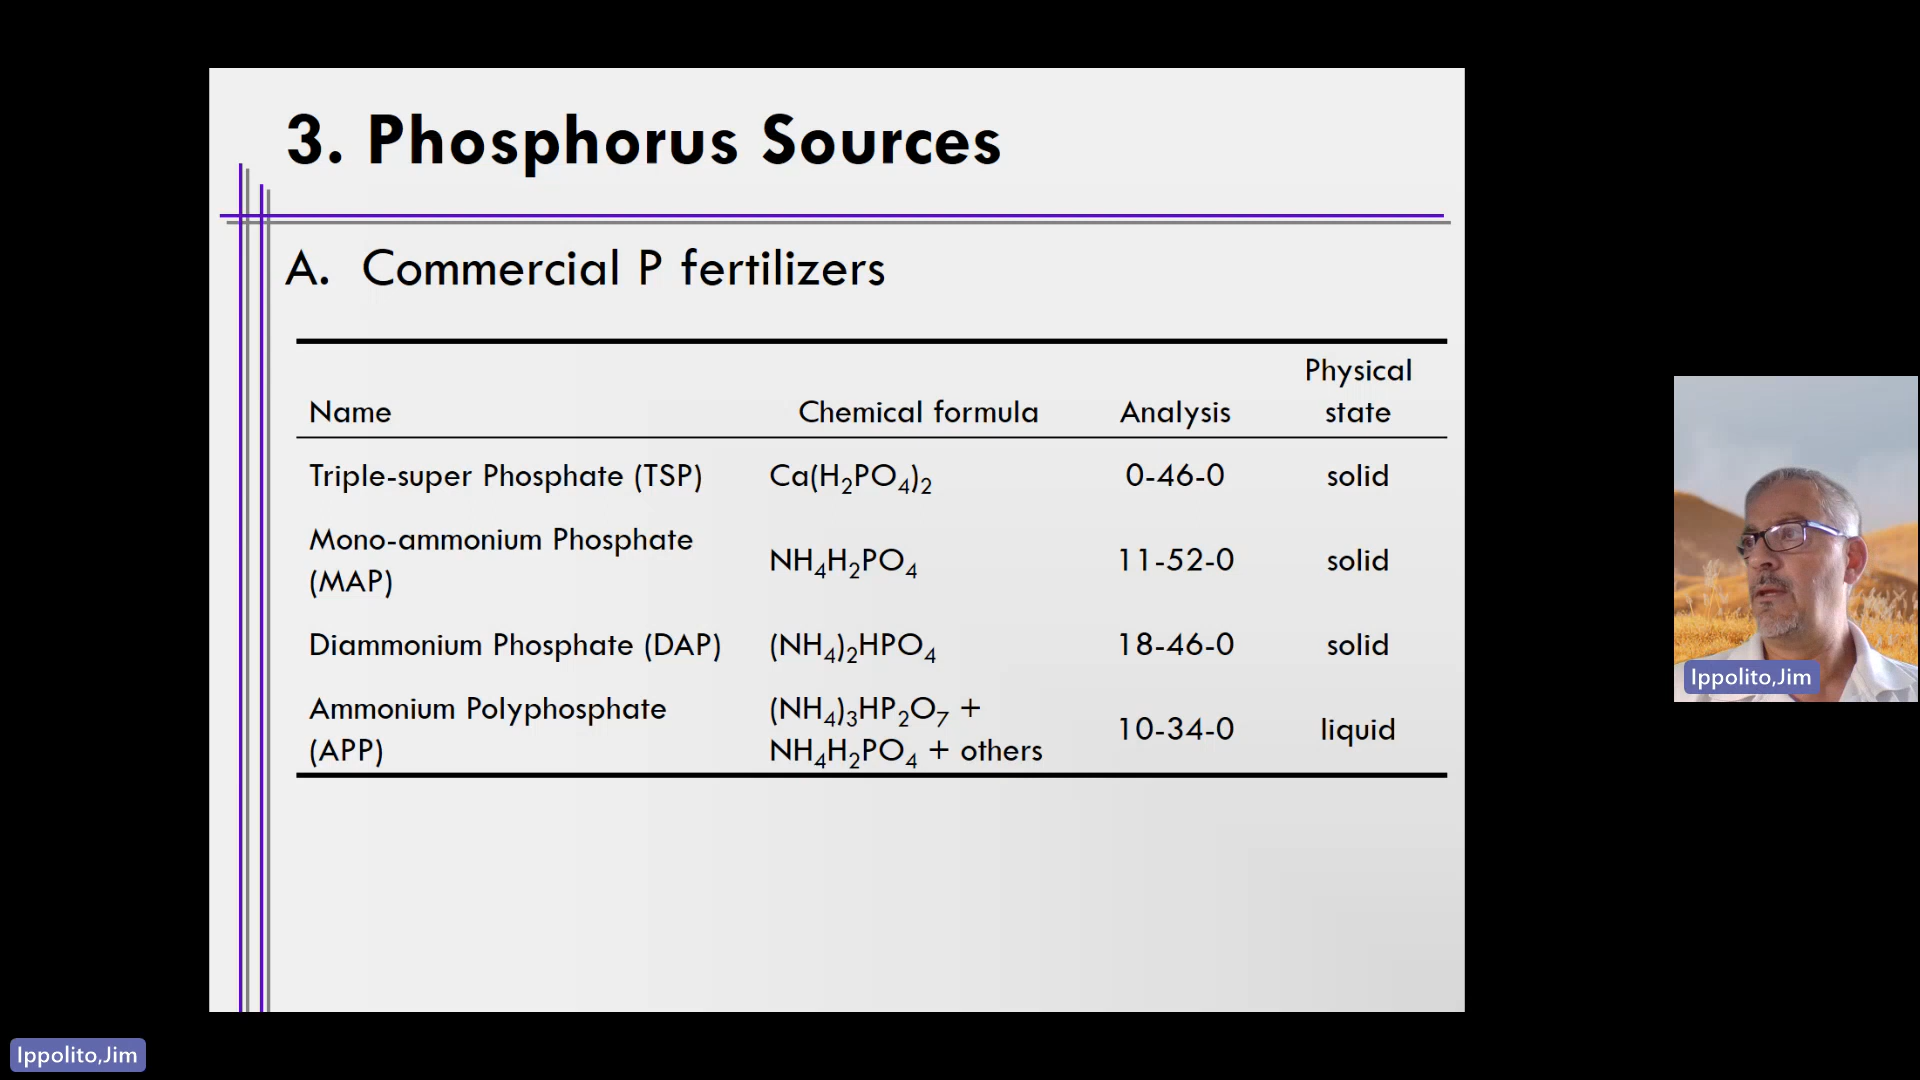 3. Phosphorus Sources
A. Commercial P fertilizers
Name Chemical formula Analysis Physical state
Triple-super Phosphate (TSP) Ca(H₂PO₄)₂ 0-46-0 solid
Mono-ammonium Phosphate (MAP) NH₄H₂PO₄ 11-52-0 solid
Diammonium Phosphate (DAP) (NH₄)₂HPO₄ 18-46-0 solid
Ammonium Polyphosphate (APP) (NH₄)₃HP₂O₇ + NH₄H₂PO₄ + others 10-34-0 liquid
Ippolito,Jim
Ippolito,Jim